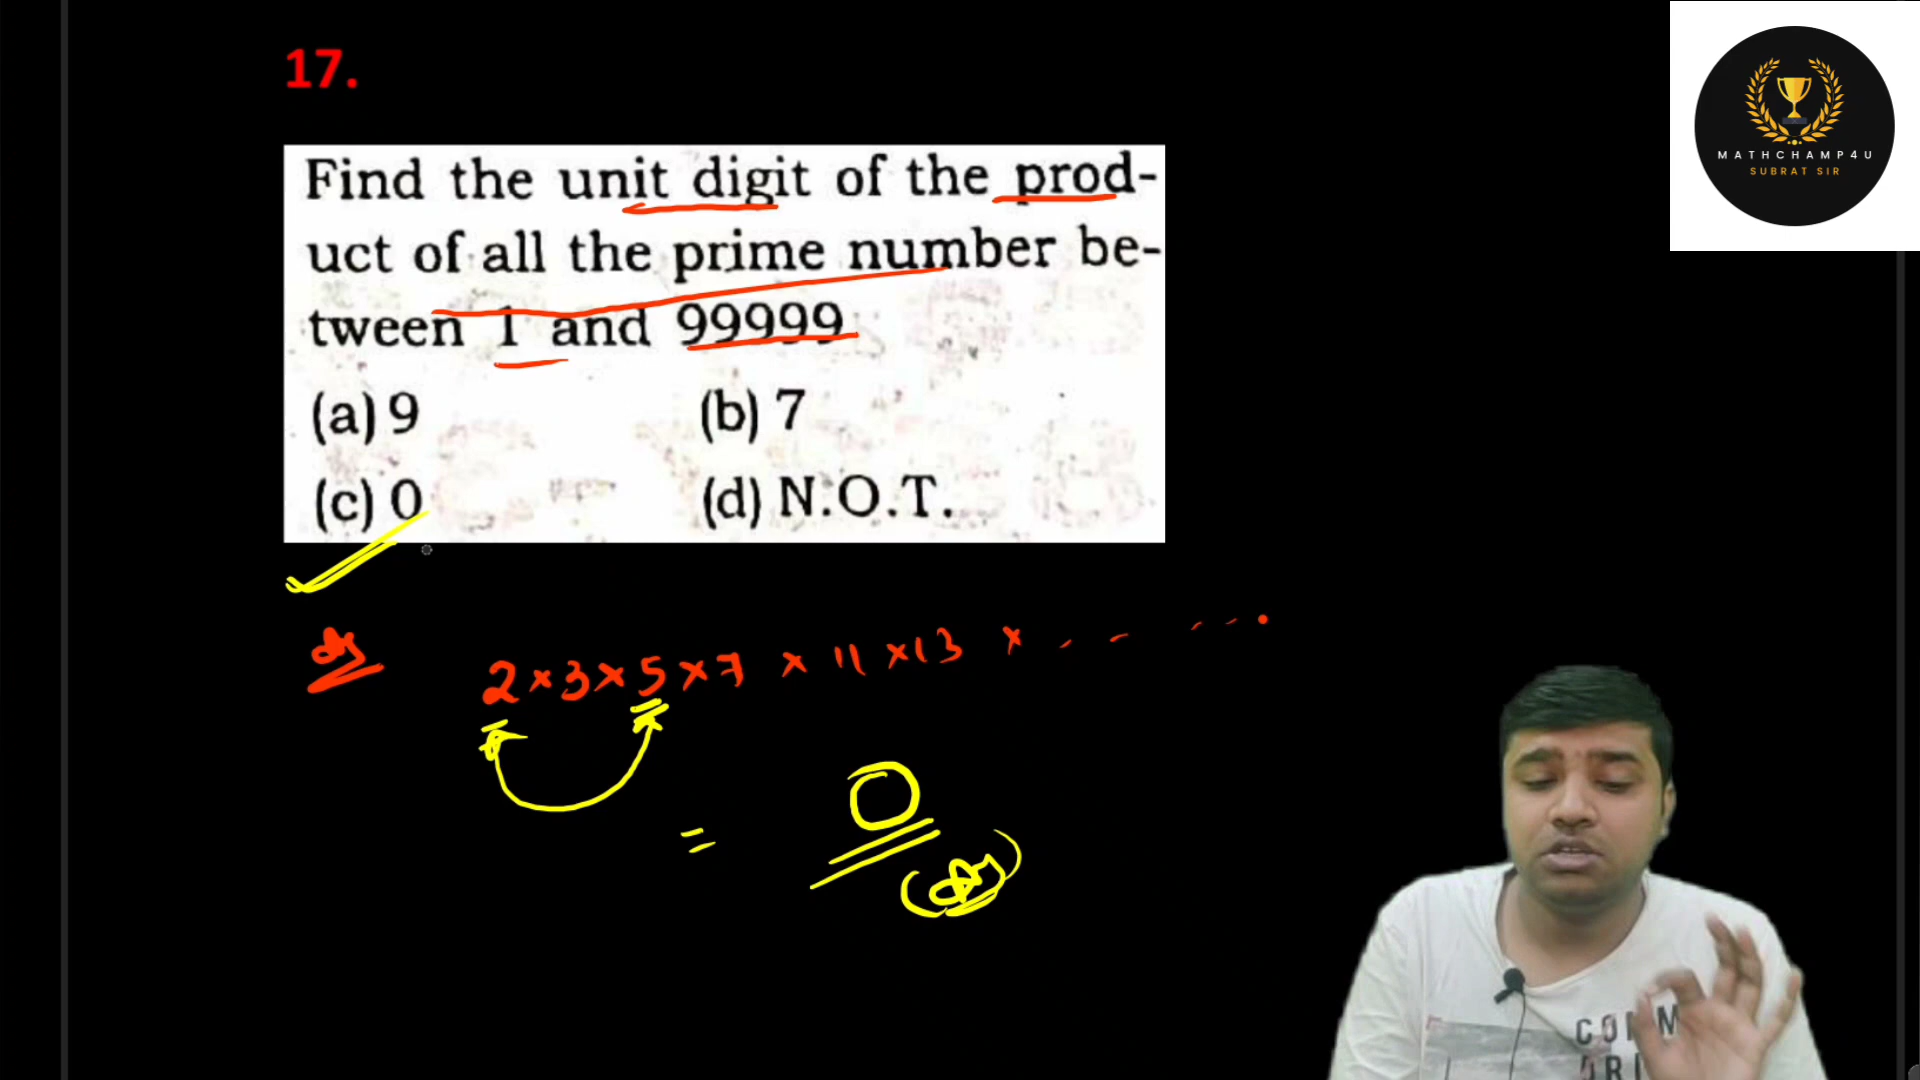 17.
Find the unit digit of the prod-
uct of all the prime number be-
tween 1 and 99999
(a) 9 (b) 7
(c) 0 (d) N.O.T.
2 × 3 × 5 × 7 × 11 × 13 × - - - - - .
= 0
MATHCHAMP4U
SUBRAT SIR